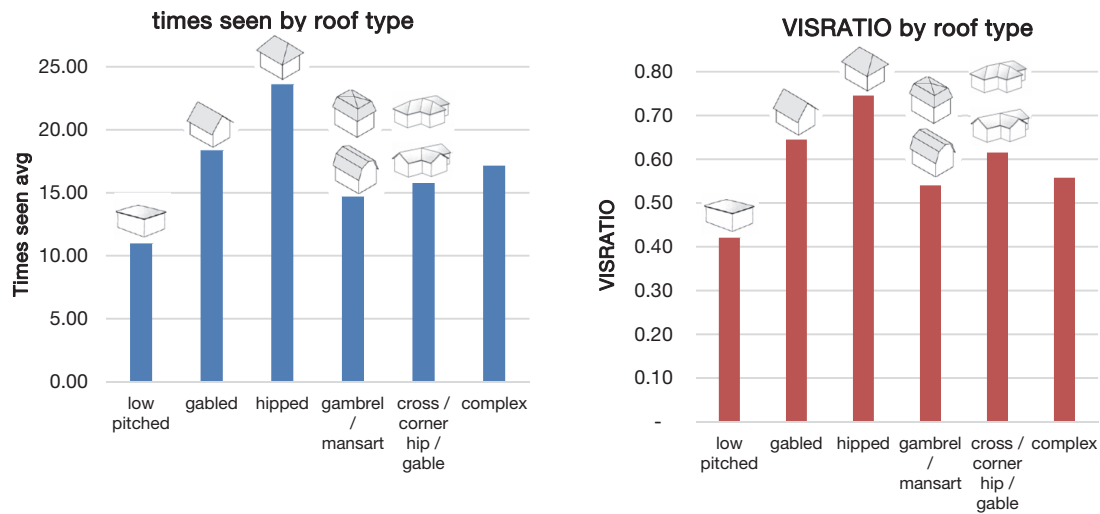 times seen by roof type
Times seen avg
25.00
20.00
15.00
10.00
5.00
0.00
low
pitched
gabled
hipped
gambrel
/
mansart
cross /
corner
hip /
gable
complex
VISRATIO by roof type
VISRATIO
0.80
0.70
0.60
0.50
0.40
0.30
0.20
0.10
-
low
pitched
gabled
hipped
gambrel
/
mansart
cross /
corner
hip /
gable
complex